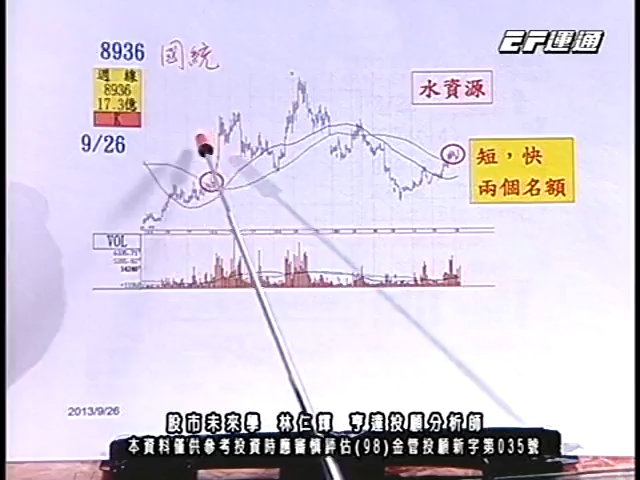 8936 國統
EF運通
週線
8936
17.3億
K
9/26
水資源
短，快
兩個名額
VOL
2013/9/26
股市未來學 林仁鐸 亨達投顧分析師
本資料僅供參考投資時應審慎評估(98)金管投顧新字第035號